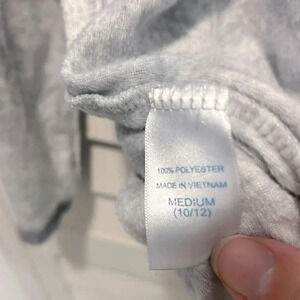 100% POLYESTER
MADE IN VIETNAM
MEDIUM
(10/12)